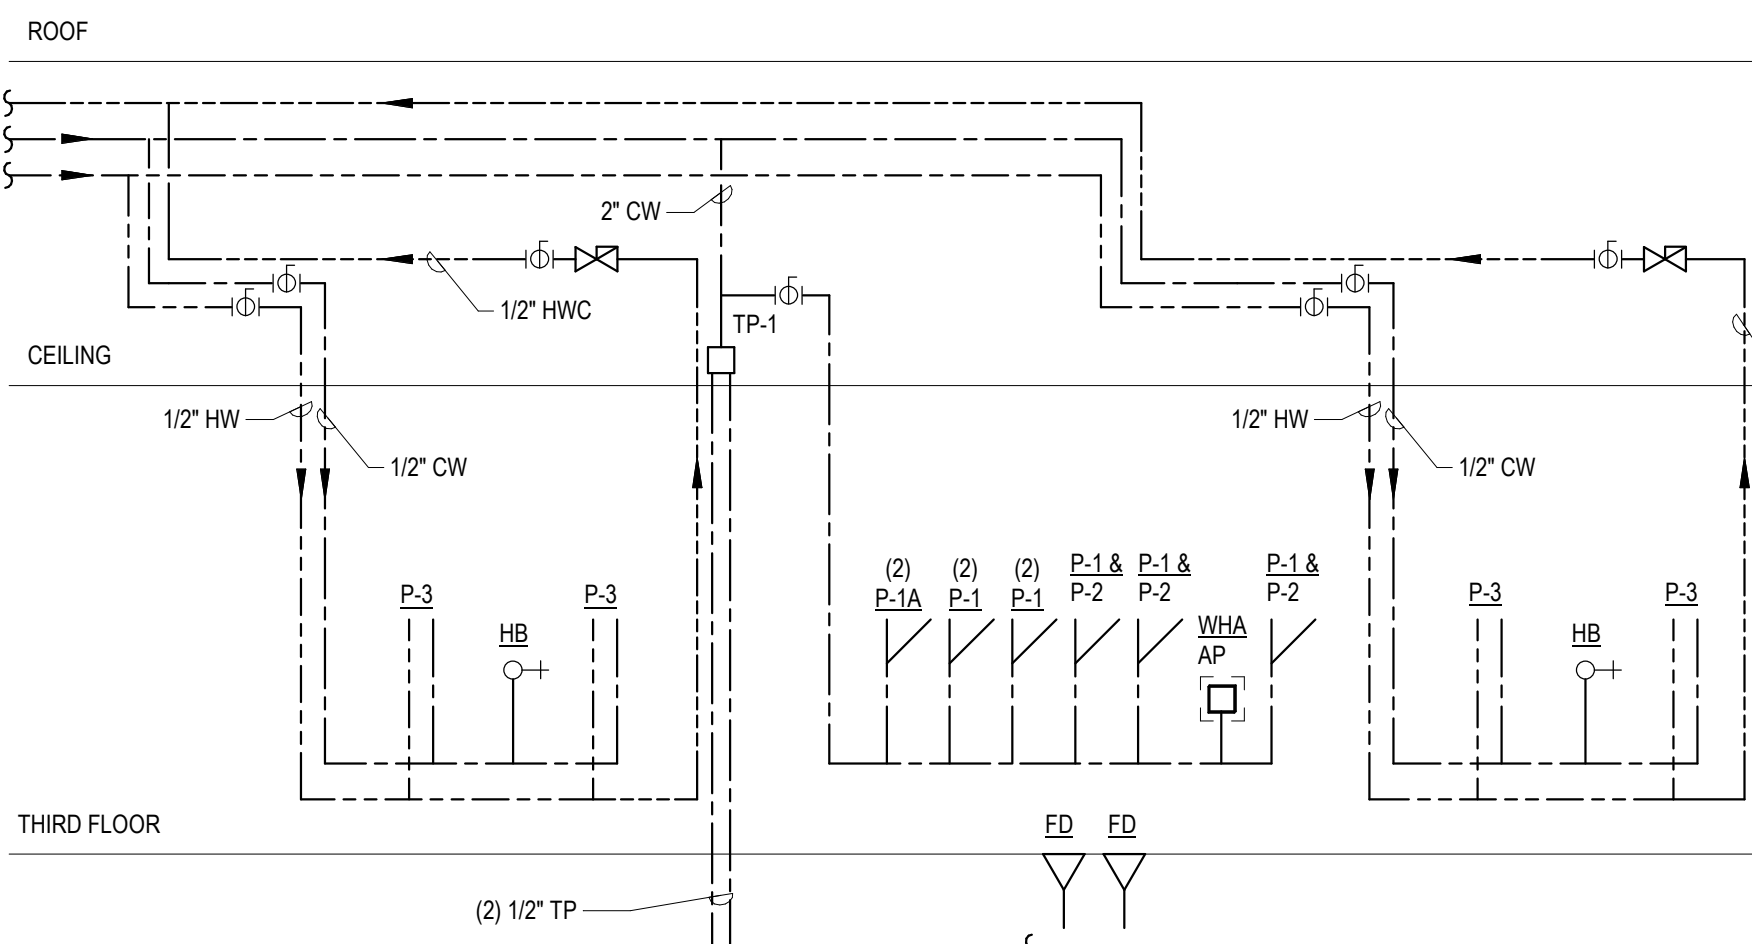 ROOF
2" CW
1/2" HWC
TP-1
CEILING
1/2" HW
1/2" CW
1/2" HW
1/2" CW
P-3
HB
P-3
(2)
P-1A
(2)
P-1
(2)
P-1
P-1 &
P-2
P-1 &
P-2
WHA
AP
P-1 &
P-2
P-3
HB
P-3
THIRD FLOOR
FD
FD
(2) 1/2" TP